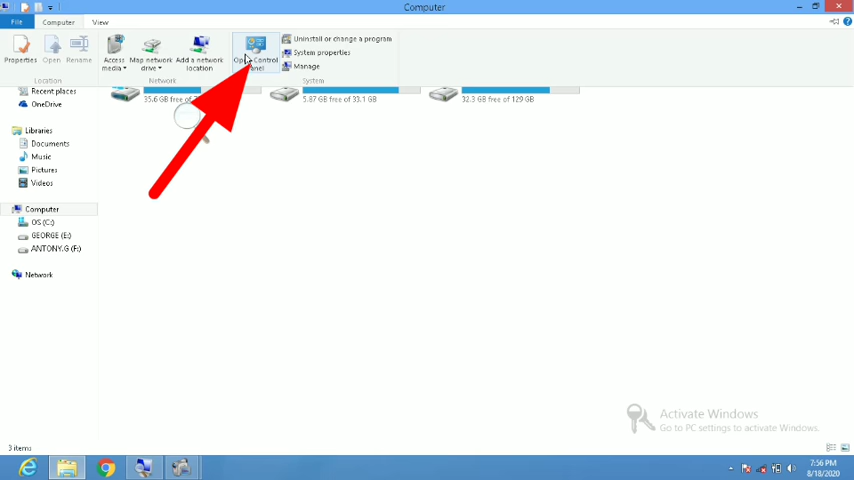 Computer
File Computer View
Properties Open Rename
Access media
Map network drive
Add a network location
Control
Uninstall or change a program
System properties
Manage
Location Network System
Recent places
OneDrive
35.6 GB free of
5.87 GB free of 33.1 GB
32.3 GB free of 129 GB
Libraries
Documents
Music
Pictures
Videos
Computer
OS (C:)
GEORGE (E:)
ANTONY.G (F:)
Network
Activate Windows
Go to PC settings to activate Windows.
3 items
7:56 PM
8/18/2020